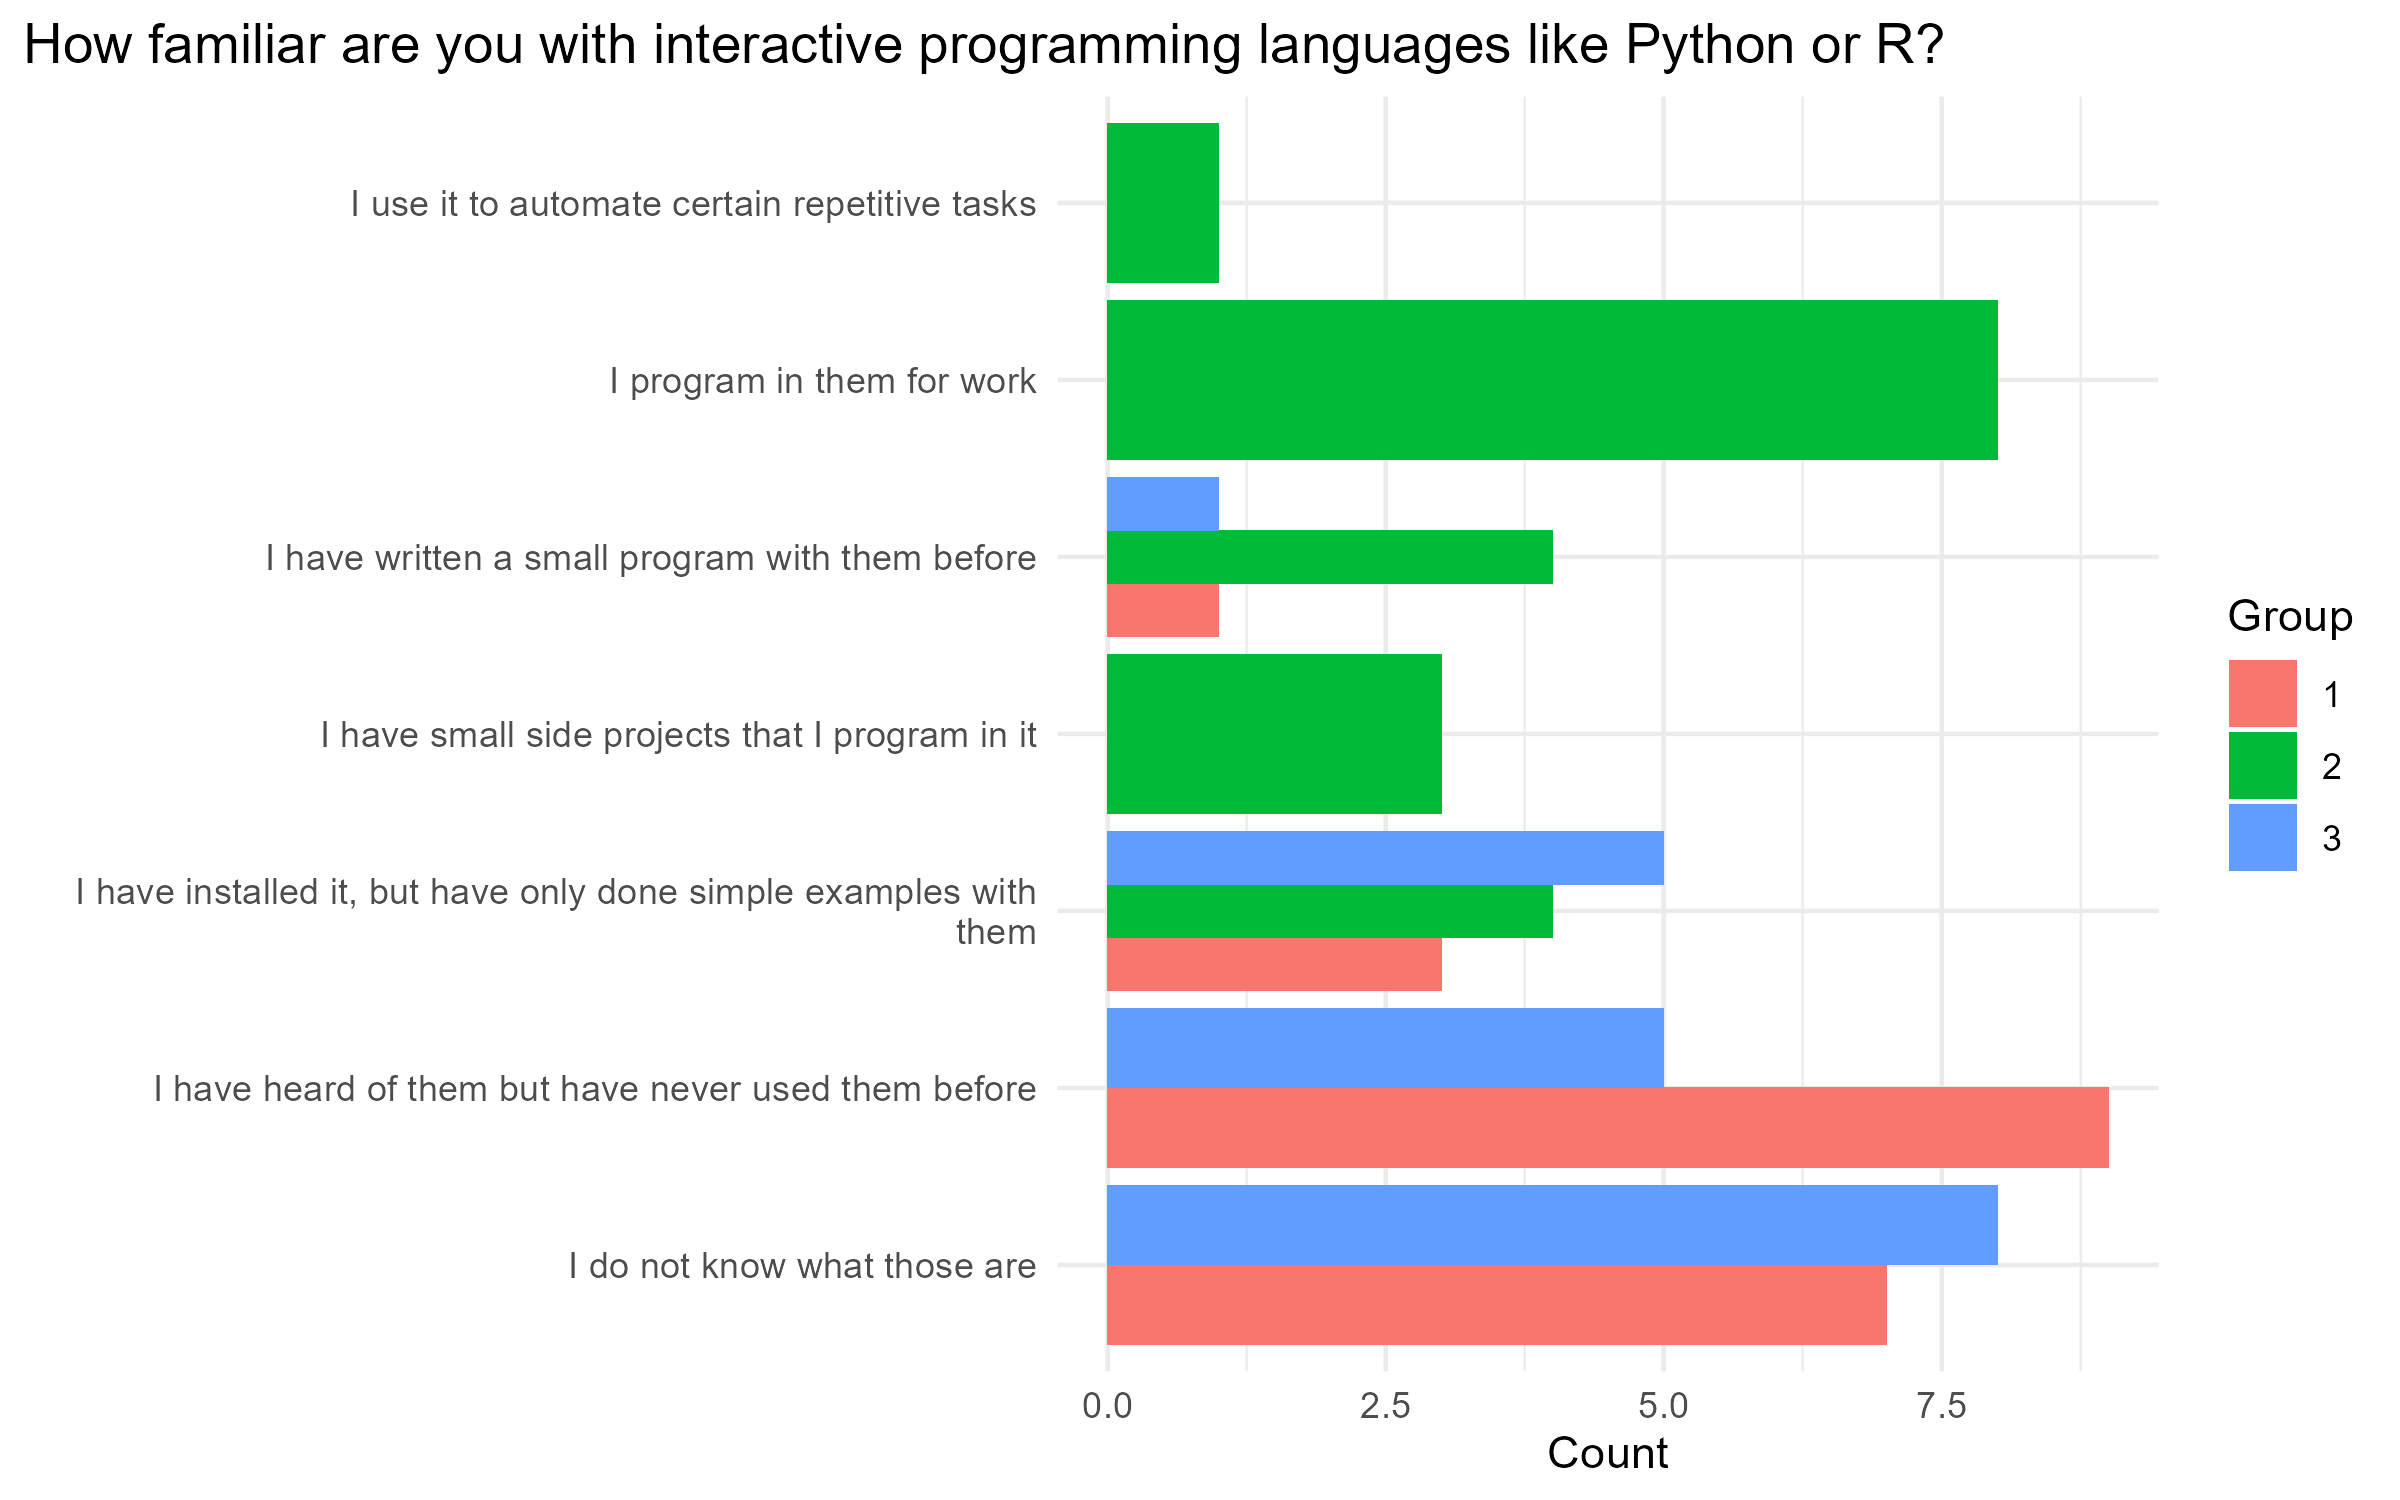 How familiar are you with interactive programming languages like Python or R?
I use it to automate certain repetitive tasks
I program in them for work
I have written a small program with them before
I have small side projects that I program in it
I have installed it, but have only done simple examples with
them
I have heard of them but have never used them before
I do not know what those are
0.0 2.5 5.0 7.5
Count
Group
1
2
3